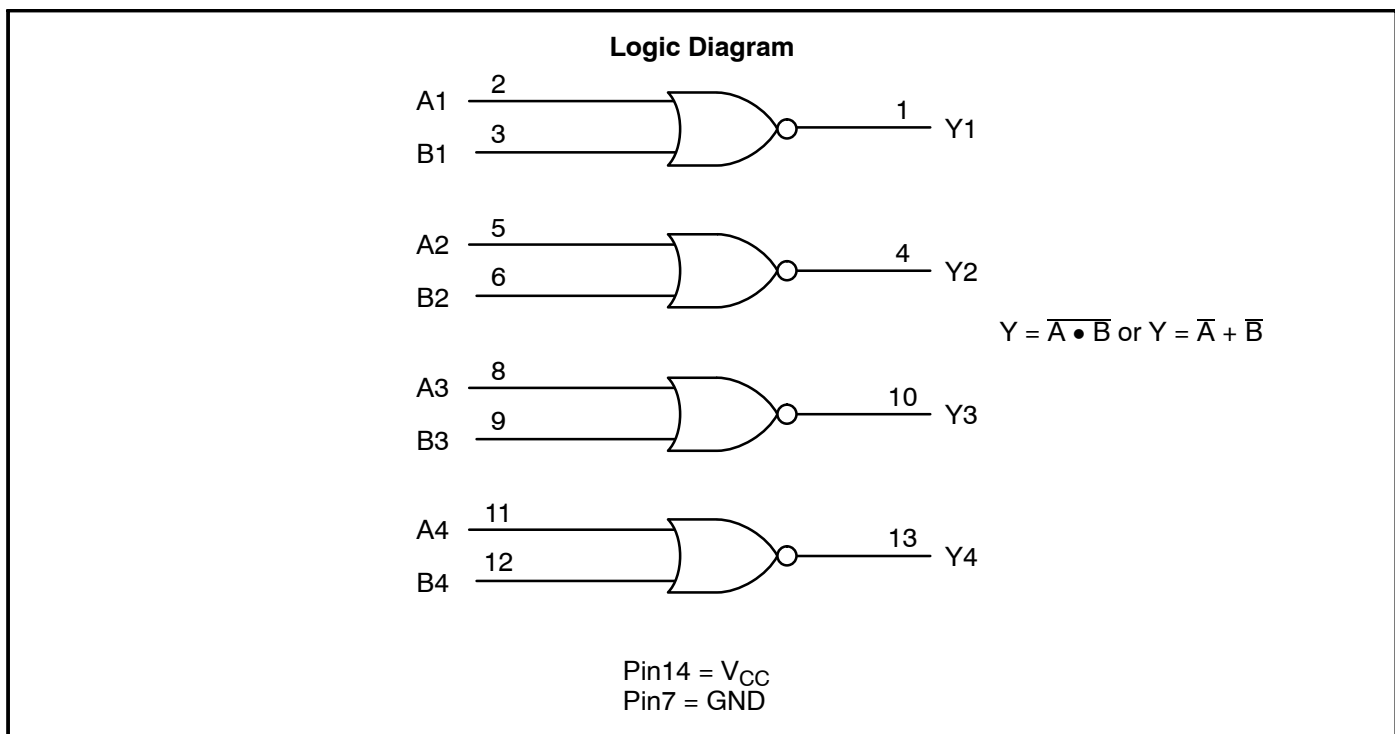 Logic Diagram
A1 2
B1 3
1 Y1
A2 5
B2 6
4 Y2
Y = A̅ ̅•̅ ̅B̅ or Y = A̅ + B̅
A3 8
B3 9
10 Y3
A4 11
B4 12
13 Y4
Pin14 = VCC
Pin7 = GND